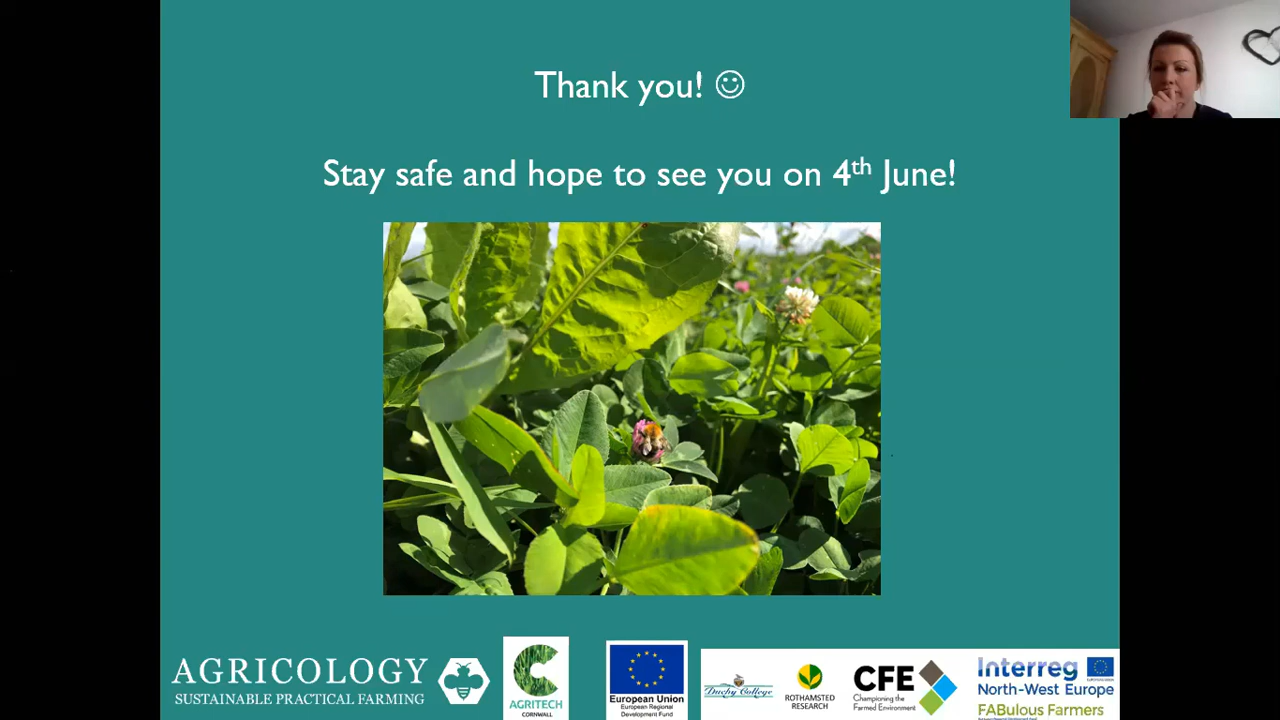 Thank you! ☺
Stay safe and hope to see you on 4th June!
AGRICOLOGY
SUSTAINABLE PRACTICAL FARMING
AGRITECH
CORNWALL
European Union
European Regional
Development Fund
Duchy College
ROTHAMSTED
RESEARCH
CFE
Championing the
Farmed Environment
Interreg
North-West Europe
FABulous Farmers